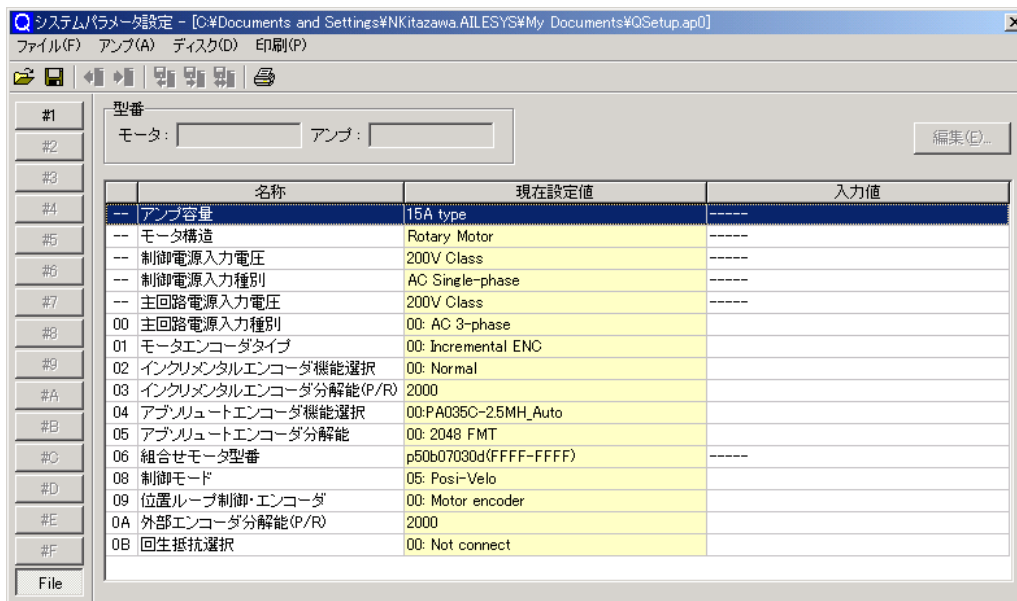 システムパラメータ設定 - [C:¥Documents and Settings¥NKitazawa.AILESYS¥My Documents¥QSetup.ap0]
ファイル(F) アンプ(A) ディスク(D) 印刷(P)
型番
モータ: アンプ:
編集(E)...
#1
#2
#3
#4
#5
#6
#7
#8
#9
#A
#B
#C
#D
#E
#F
File
名称 現在設定値 入力値
-- アンプ容量 15A type -----
-- モータ構造 Rotary Motor -----
-- 制御電源入力電圧 200V Class -----
-- 制御電源入力種別 AC Single-phase -----
-- 主回路電源入力電圧 200V Class -----
00 主回路電源入力種別 00: AC 3-phase
01 モータエンコーダタイプ 00: Incremental ENC
02 インクリメンタルエンコーダ機能選択 00: Normal
03 インクリメンタルエンコーダ分解能(P/R) 2000
04 アブソリュートエンコーダ機能選択 00:PA035C-2.5MH_Auto
05 アブソリュートエンコーダ分解能 00: 2048 FMT
06 組合せモータ型番 p50b07030d(FFFF-FFFF) -----
08 制御モード 05: Posi-Velo
09 位置ループ制御・エンコーダ 00: Motor encoder
0A 外部エンコーダ分解能(P/R) 2000
0B 回生抵抗選択 00: Not connect